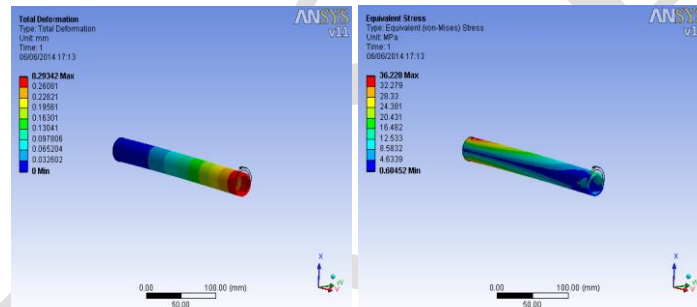 Total Deformation
Type: Total Deformation
Unit: mm
Time: 1
06/06/2014 17:13
0.29342 Max
0.26081
0.22821
0.19561
0.16301
0.13041
0.097806
0.065204
0.032602
0 Min
ANSYS
v11
0.00
100.00 (mm)
50.00
X
Y
Equivalent Stress
Type: Equivalent (von-Mises) Stress
Unit: MPa
Time: 1
06/06/2014 17:13
36.228 Max
32.279
28.33
24.381
20.431
16.482
12.533
8.5832
4.6339
0.68452 Min
ANSYS
0.00
100.00 (mm)
50.00
X
Y